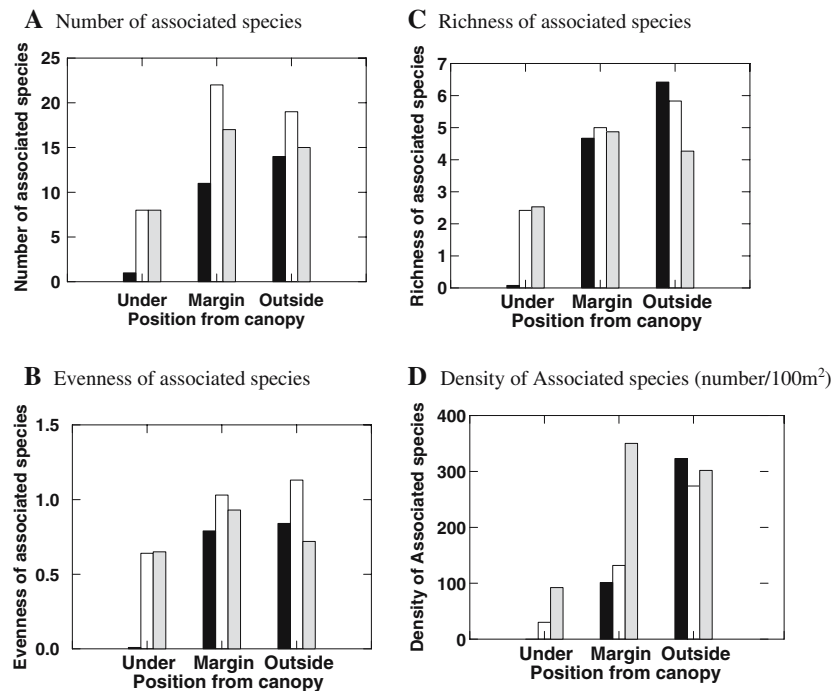 A Number of associated species
Number of associated species
25
20
15
10
5
0
Under Margin Outside
Position from canopy
C Richness of associated species
Richness of associated species
7
6
5
4
3
2
1
0
Under Margin Outside
Position from canopy
B Evenness of associated species
Evenness of associated species
1.5
1.0
0.5
0.0
Under Margin Outside
Position from canopy
D Density of Associated species (number/100m²)
Density of Associated species
400
300
200
100
0
Under Margin Outside
Position from canopy